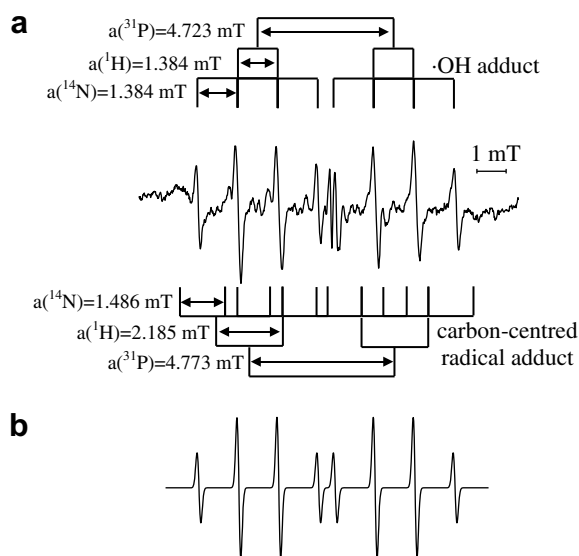 a
a(³¹P)=4.723 mT
a(¹H)=1.384 mT
·OH adduct
a(¹⁴N)=1.384 mT
1 mT
a(¹⁴N)=1.486 mT
a(¹H)=2.185 mT
carbon-centred
radical adduct
a(³¹P)=4.773 mT
b